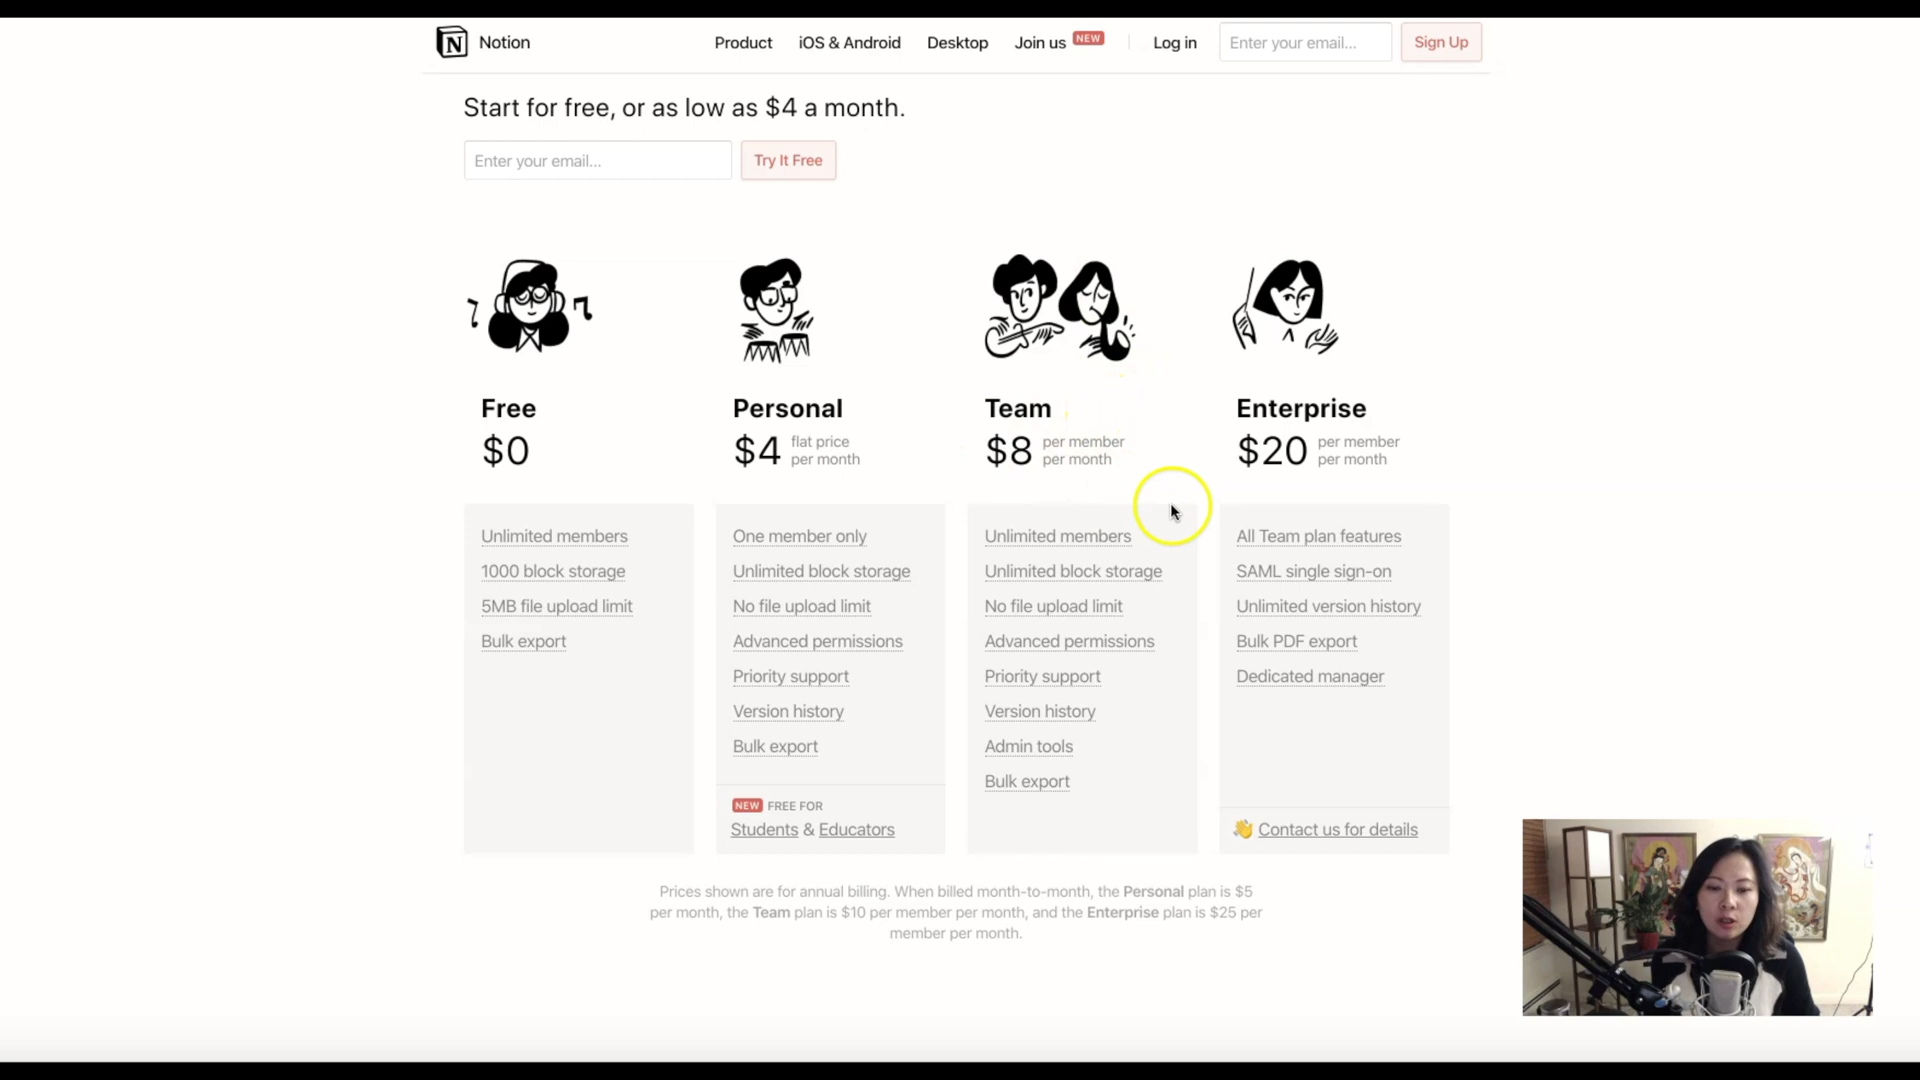 Notion
Product
iOS & Android
Desktop
Join us NEW
Log in
Enter your email...
Sign Up
Start for free, or as low as $4 a month.
Enter your email...
Try It Free
Free
$0
Unlimited members
1000 block storage
5MB file upload limit
Bulk export
Personal
$4 flat price
per month
One member only
Unlimited block storage
No file upload limit
Advanced permissions
Priority support
Version history
Bulk export
NEW FREE FOR
Students & Educators
Team
$8 per member
per month
Unlimited members
Unlimited block storage
No file upload limit
Advanced permissions
Priority support
Version history
Admin tools
Bulk export
Enterprise
$20 per member
per month
All Team plan features
SAML single sign-on
Unlimited version history
Bulk PDF export
Dedicated manager
👋 Contact us for details
Prices shown are for annual billing. When billed month-to-month, the Personal plan is $5
per month, the Team plan is $10 per member per month, and the Enterprise plan is $25 per
member per month.